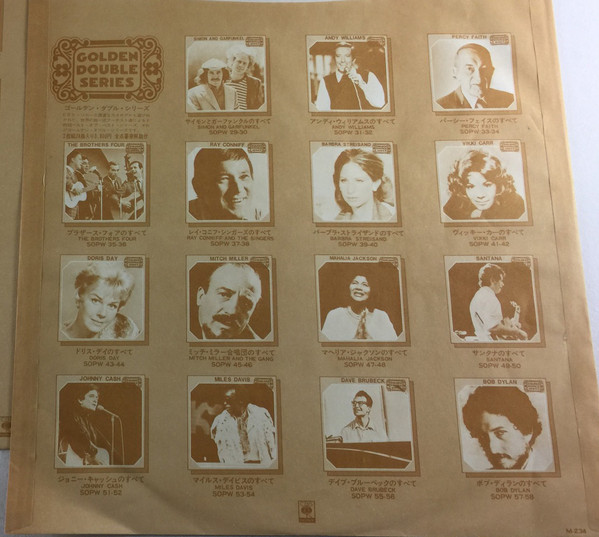 GOLDEN
DOUBLE
SERIES
ゴールデン・ダブル・シリーズ
SIMON AND GARFUNKEL
サイモンとガーファンクルのすべて
SIMON AND GARFUNKEL
SOPW 29-30
ANDY WILLIAMS
アンディ・ウィリアムスのすべて
ANDY WILLIAMS
SOPW 31-32
PERCY FAITH
パーシー・フェイスのすべて
PERCY FAITH
SOPW 33-34
THE BROTHERS FOUR
ブラザース・フォアのすべて
THE BROTHERS FOUR
SOPW 35-36
RAY CONIFF
レイ・コニフ・シンガーズのすべて
RAY CONIFF AND THE SINGERS
SOPW 37-38
BARBRA STREISAND
バーブラ・ストライザンドのすべて
BARBRA STREISAND
SOPW 39-40
VIKKI CARR
ヴィッキー・カーのすべて
VIKKI CARR
SOPW 41-42
DORIS DAY
ドリス・デイのすべて
DORIS DAY
SOPW 43-44
MITCH MILLER
ミッチ・ミラー合唱団のすべて
MITCH MILLER AND THE GANG
SOPW 45-46
MAHALIA JACKSON
マヘリア・ジャクソンのすべて
MAHALIA JACKSON
SOPW 47-48
SANTANA
サンタナのすべて
SANTANA
SOPW 49-50
JOHNNY CASH
ジョニー・キャッシュのすべて
JOHNNY CASH
SOPW 51-52
MILES DAVIS
マイルス・デイビスのすべて
MILES DAVIS
SOPW 53-54
DAVE BRUBECK
デイブ・ブルーベックのすべて
DAVE BRUBECK
SOPW 55-56
BOB DYLAN
ボブ・ディランのすべて
BOB DYLAN
SOPW 57-58